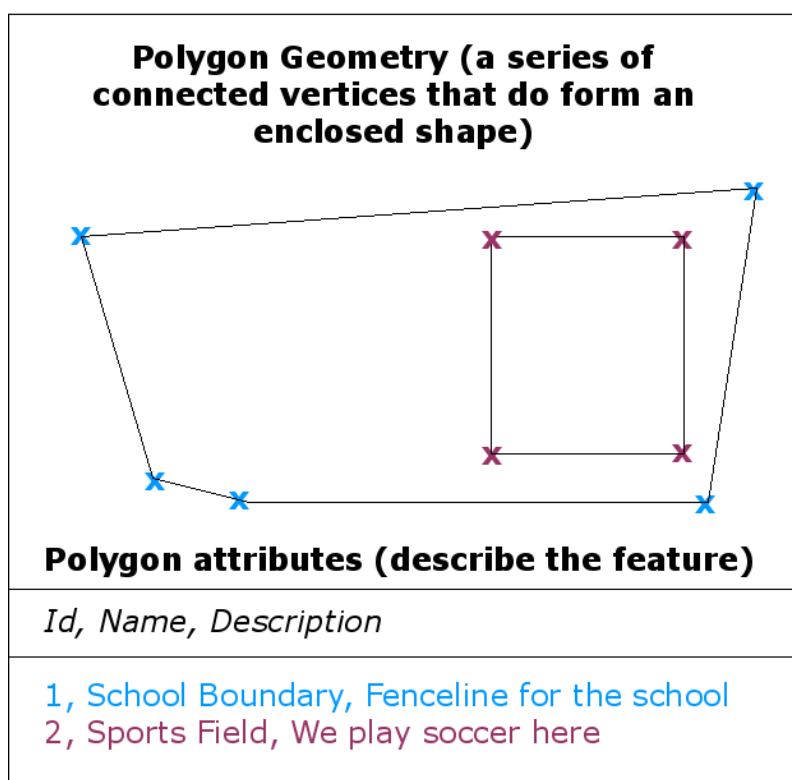 Polygon Geometry (a series of
connected vertices that do form an
enclosed shape)
Polygon attributes (describe the feature)
Id, Name, Description
1, School Boundary, Fenceline for the school
2, Sports Field, We play soccer here